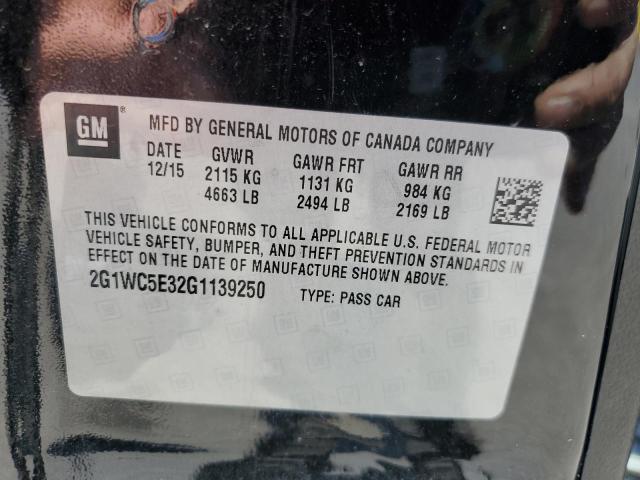 GM®
MFD BY GENERAL MOTORS OF CANADA COMPANY
DATE GVWR GAWR FRT GAWR RR
12/15 2115 KG 1131 KG 984 KG
4663 LB 2494 LB 2169 LB
THIS VEHICLE CONFORMS TO ALL APPLICABLE U.S. FEDERAL MOTOR
VEHICLE SAFETY, BUMPER, AND THEFT PREVENTION STANDARDS IN
EFFECT ON THE DATE OF MANUFACTURE SHOWN ABOVE.
2G1WC5E32G1139250 TYPE: PASS CAR